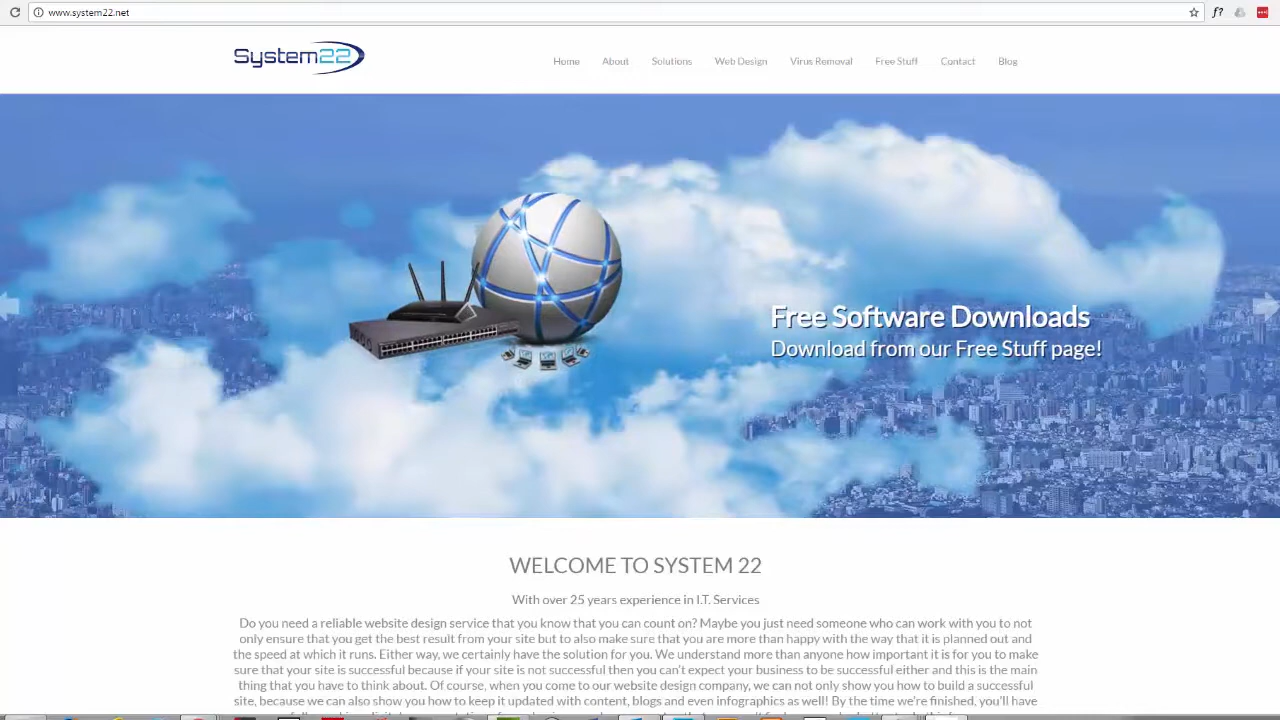 www.system22.net
f?
System22
Home About Solutions Web Design Virus Removal Free Stuff Contact Blog
Free Software Downloads
Download from our Free Stuff page!
WELCOME TO SYSTEM 22
With over 25 years experience in I.T. Services
Do you need a reliable website design service that you know that you can count on? Maybe you just need someone who can work with you to not
only ensure that you get the best result from your site but to also make sure that you are more than happy with the way that it is planned out and
the speed at which it runs. Either way, we certainly have the solution for you. We understand more than anyone how important it is for you to make
sure that your site is successful because if your site is not successful then you can't expect your business to be successful either and this is the main
thing that you have to think about. Of course, when you come to our website design company, we can not only show you how to build a successful
site, because we can also show you how to keep it updated with content, blogs and even infographics as well! By the time we're finished, you'll have